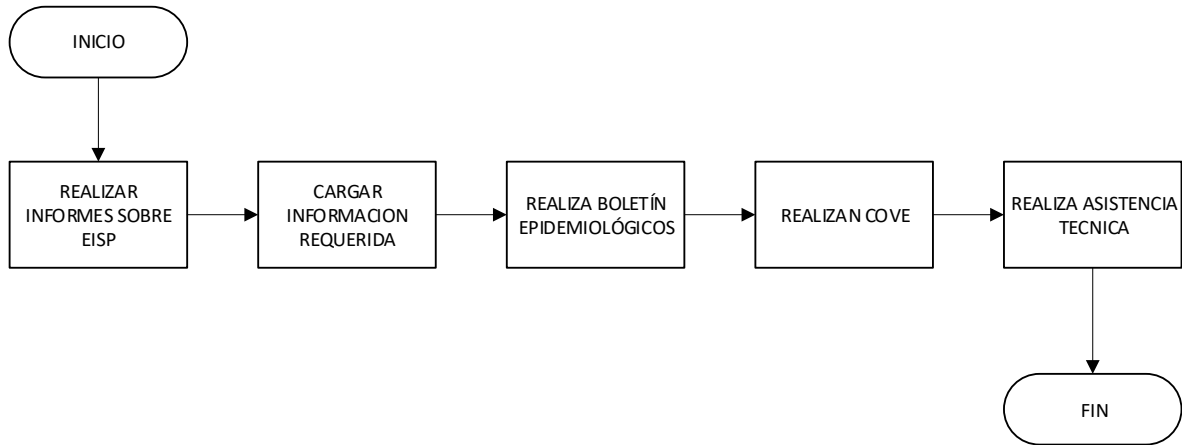 INICIO
REALIZAR
INFORMES SOBRE
EISP
CARGAR
INFORMACION
REQUERIDA
REALIZA BOLETÍN
EPIDEMIOLÓGICOS
REALIZAN COVE
REALIZA ASISTENCIA
TECNICA
FIN